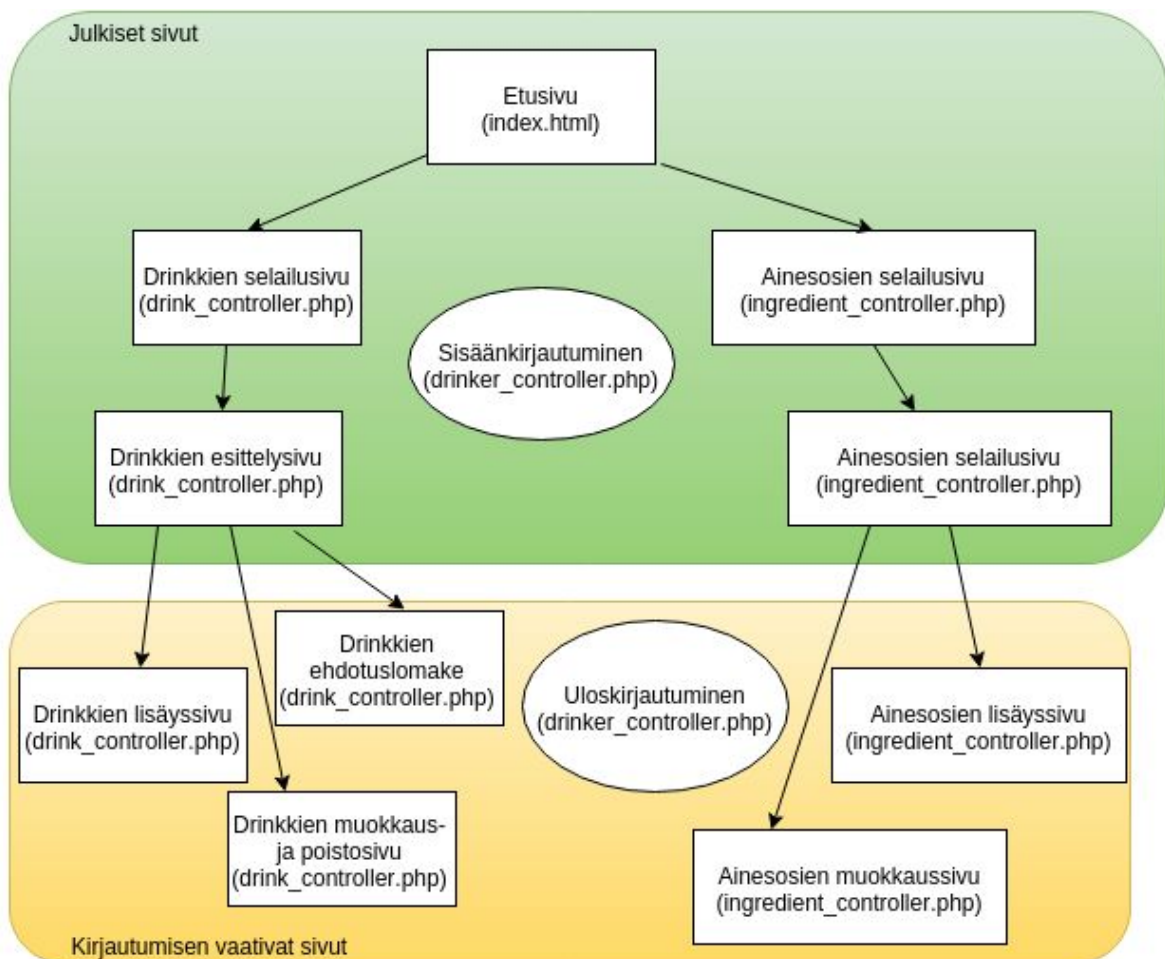 Julkiset sivut
Etusivu
(index.html)
Drinkkien selailusivu
(drink_controller.php)
Ainesosien selailusivu
(ingredient_controller.php)
Sisäänkirjautuminen
(drinker_controller.php)
Drinkkien esittelysivu
(drink_controller.php)
Ainesosien selailusivu
(ingredient_controller.php)
Drinkkien
ehdotuslomake
(drink_controller.php)
Uloskirjautuminen
(drinker_controller.php)
Drinkkien lisäyssivu
(drink_controller.php)
Ainesosien lisäyssivu
(ingredient_controller.php)
Drinkkien muokkaus-
ja poistosivu
(drink_controller.php)
Ainesosien muokkaussivu
(ingredient_controller.php)
Kirjautumisen vaativat sivut